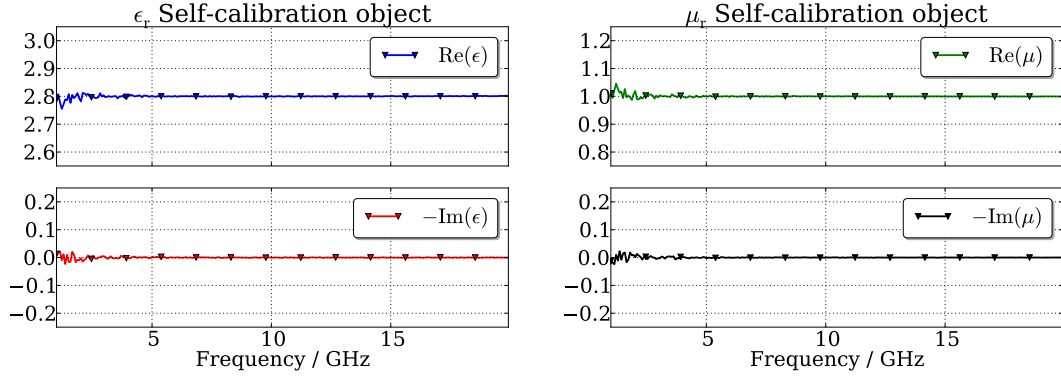 ϵr Self-calibration object
3.0
2.9
2.8
2.7
2.6
Re(ϵ)
0.2
0.1
0.0
−0.1
−0.2
−Im(ϵ)
5 10 15
Frequency / GHz
μr Self-calibration object
1.2
1.1
1.0
0.9
0.8
Re(μ)
0.2
0.1
0.0
−0.1
−0.2
−Im(μ)
5 10 15
Frequency / GHz